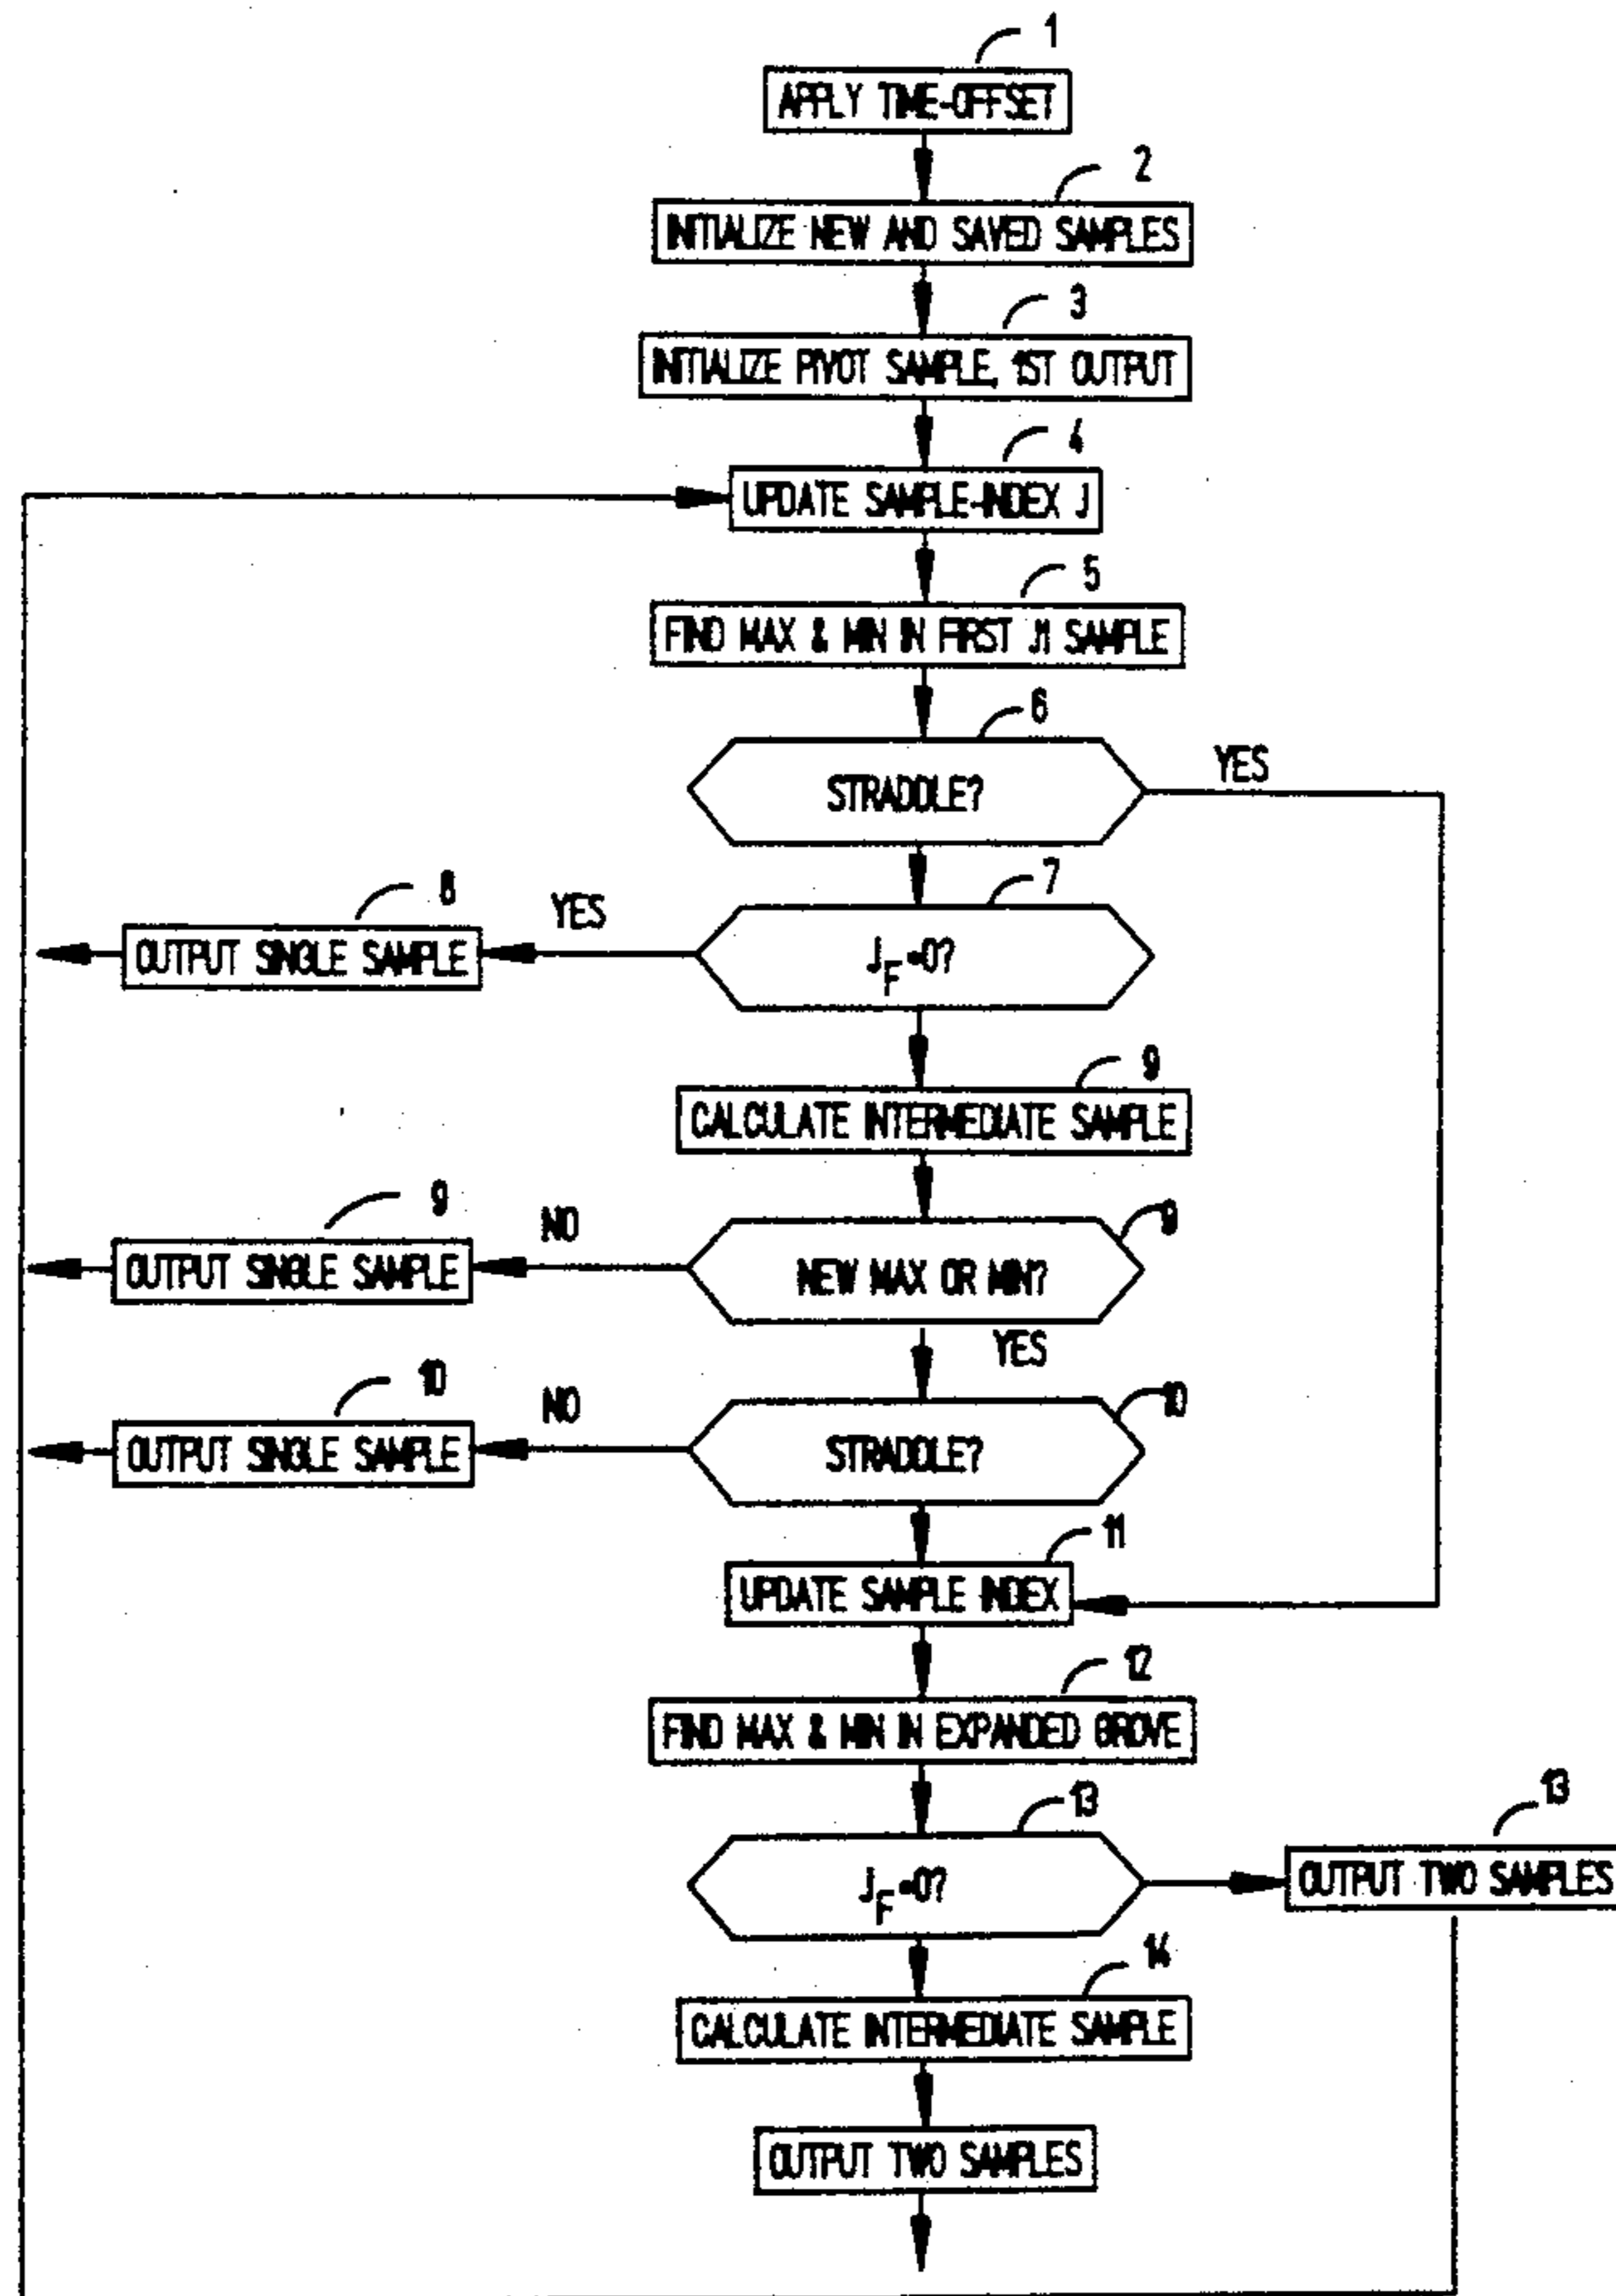 1
APPLY TIME-OFFSET
2
INITIALIZE NEW AND SAVED SAMPLES
3
INITIALIZE PIVOT SAMPLE, 1ST OUTPUT
4
UPDATE SAMPLE-INDEX J
5
FIND MAX & MIN IN FIRST J1 SAMPLE
6
STRADDLE?
YES
7
J_F=0?
YES
8
OUTPUT SINGLE SAMPLE
9
CALCULATE INTERMEDIATE SAMPLE
9
NEW MAX OR MIN?
NO
9
OUTPUT SINGLE SAMPLE
YES
10
STRADDLE?
NO
10
OUTPUT SINGLE SAMPLE
11
UPDATE SAMPLE INDEX
12
FIND MAX & MIN IN EXPANDED GROVE
13
J_F=0?
13
OUTPUT TWO SAMPLES
14
CALCULATE INTERMEDIATE SAMPLE
OUTPUT TWO SAMPLES